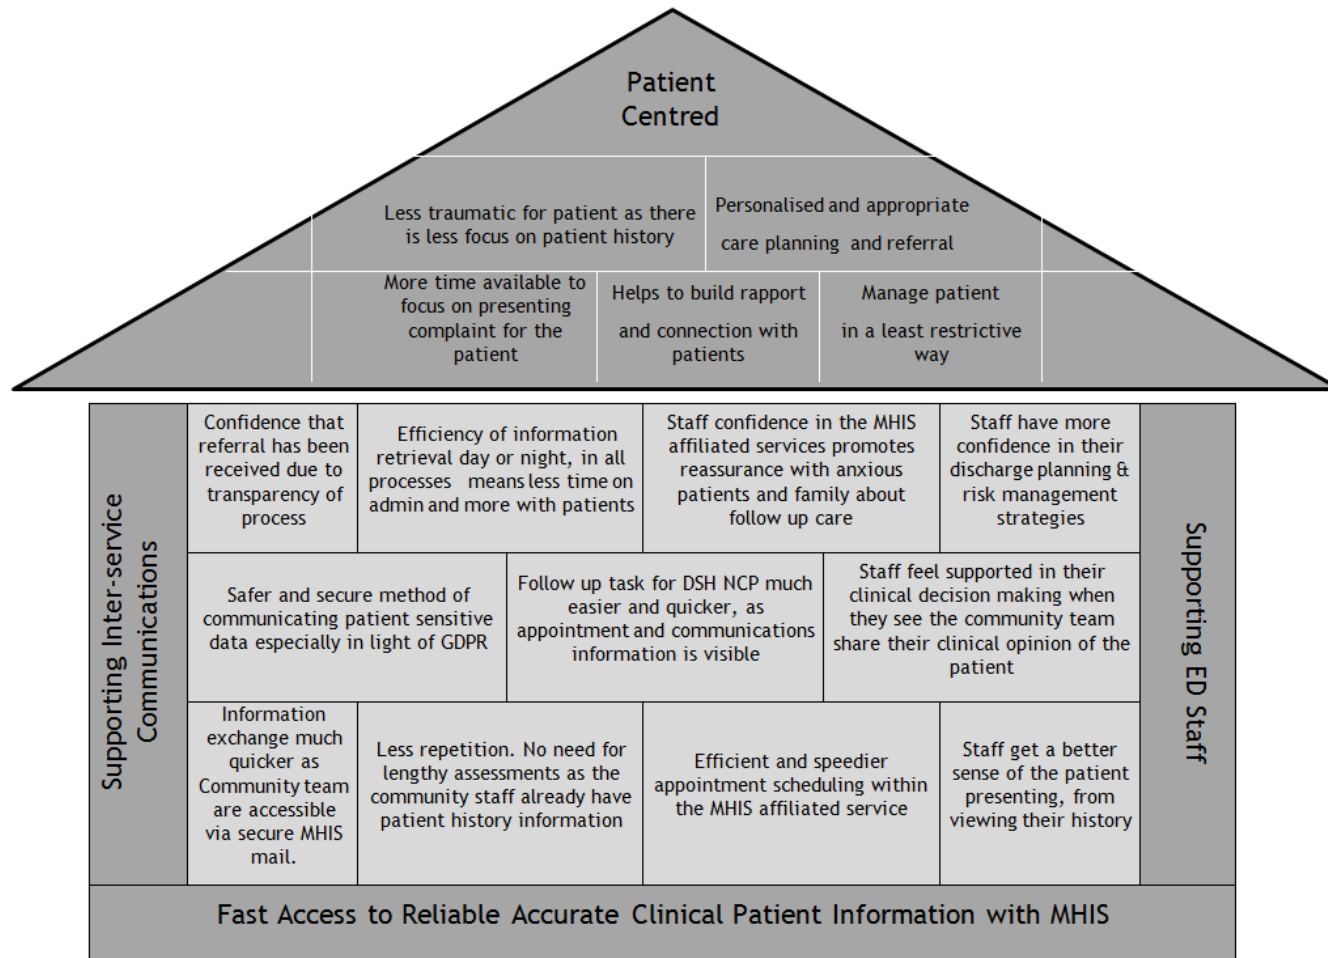 Patient
Centred
Less traumatic for patient as there
is less focus on patient history
Personalised and appropriate
care planning and referral
More time available to
focus on presenting
complaint for the
patient
Helps to build rapport
and connection with
patients
Manage patient
in a least restrictive
way
Supporting Inter-service
Communications
Confidence that
referral has been
received due to
transparency of
process
Efficiency of information
retrieval day or night, in all
processes means less time on
admin and more with patients
Staff confidence in the MHIS
affiliated services promotes
reassurance with anxious
patients and family about
follow up care
Staff have more
confidence in their
discharge planning &
risk management
strategies
Safer and secure method of
communicating patient sensitive
data especially in light of GDPR
Follow up task for DSH NCP much
easier and quicker, as
appointment and communications
information is visible
Staff feel supported in their
clinical decision making when
they see the community team
share their clinical opinion of the
patient
Information
exchange much
quicker as
Community team
are accessible
via secure MHIS
mail.
Less repetition. No need for
lengthy assessments as the
community staff already have
patient history information
Efficient and speedier
appointment scheduling within
the MHIS affiliated service
Staff get a better
sense of the patient
presenting, from
viewing their history
Supporting ED Staff
Fast Access to Reliable Accurate Clinical Patient Information with MHIS